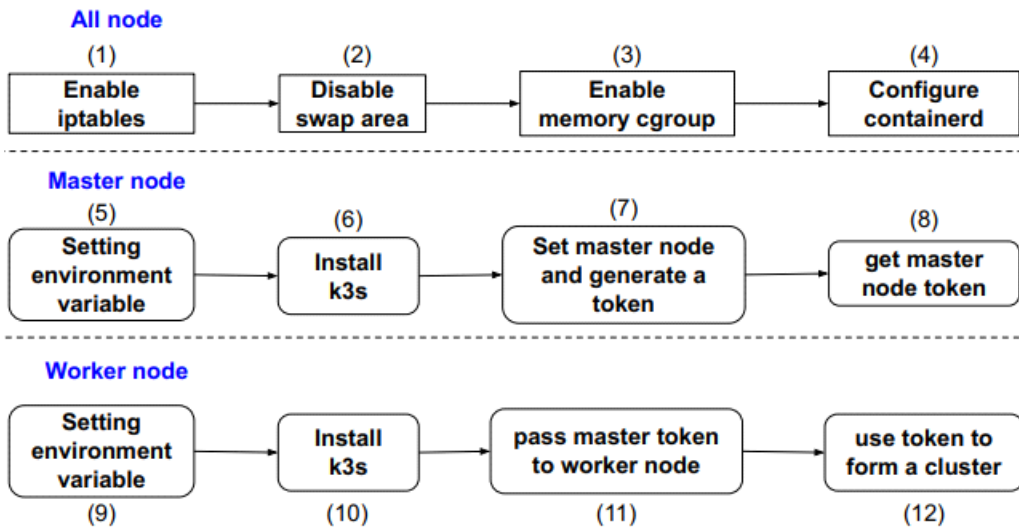 All node
(1)
(2)
(3)
(4)
Enable
iptables
Disable
swap area
Enable
memory cgroup
Configure
containerd
Master node
(5)
(6)
(7)
(8)
Setting
environment
variable
Install
k3s
Set master node
and generate a
token
get master
node token
Worker node
Setting
environment
variable
Install
k3s
pass master token
to worker node
use token to
form a cluster
(9)
(10)
(11)
(12)